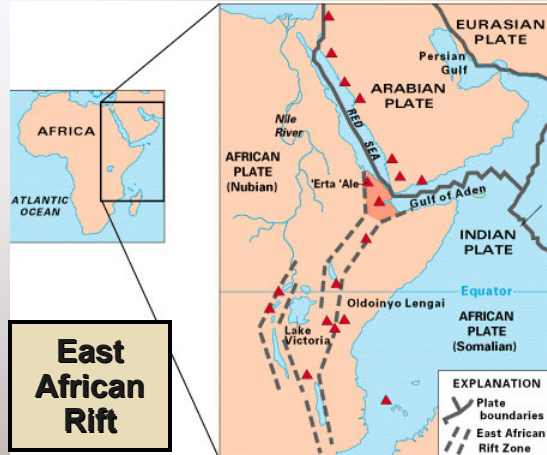 AFRICA
ATLANTIC
OCEAN
East
African
Rift
EURASIAN
PLATE
Persian
Gulf
ARABIAN
PLATE
Nile
River
RED SEA
AFRICAN
PLATE
(Nubian)
'Erta 'Ale
Gulf of Aden
INDIAN
PLATE
Equator
Oldoinyo Lengai
Lake
Victoria
AFRICAN
PLATE
(Somalian)
EXPLANATION
Plate
boundaries
East African
Rift Zone